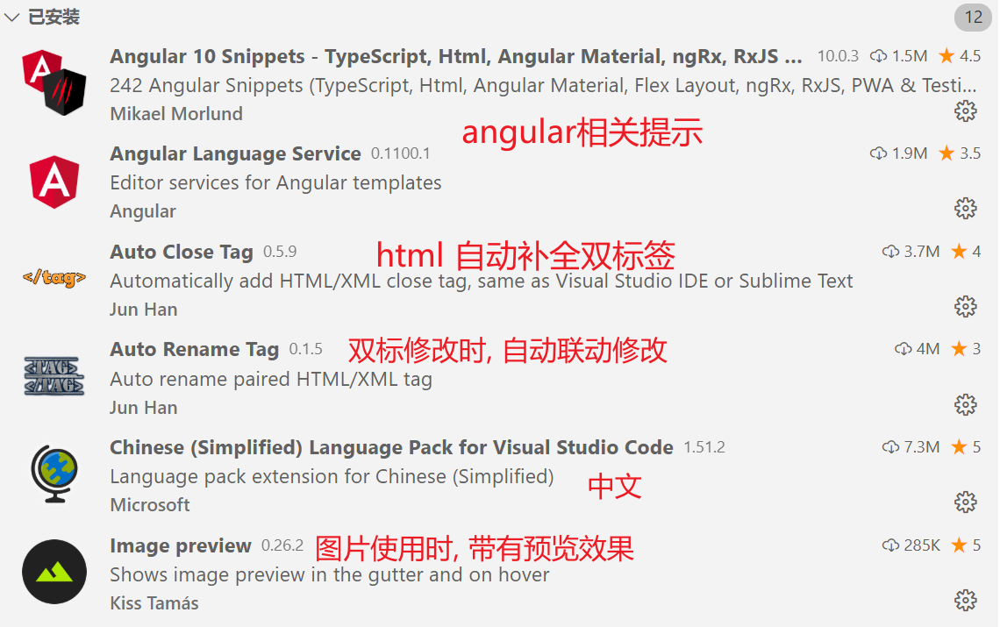 已安装 12
Angular 10 Snippets - TypeScript, Html, Angular Material, ngRx, RxJS ... 10.0.3 1.5M 4.5
242 Angular Snippets (TypeScript, Html, Angular Material, Flex Layout, ngRx, RxJS, PWA & Testi...
Mikael Morlund
angular相关提示
Angular Language Service 0.1100.1 1.9M 3.5
Editor services for Angular templates
Angular
Auto Close Tag 0.5.9 html 自动补全双标签 3.7M 4
</tag>
Automatically add HTML/XML close tag, same as Visual Studio IDE or Sublime Text
Jun Han
Auto Rename Tag 0.1.5 双标修改时, 自动联动修改 4M 3
<TAG>
</TAG>
Auto rename paired HTML/XML tag
Jun Han
Chinese (Simplified) Language Pack for Visual Studio Code 1.51.2 7.3M 5
Language pack extension for Chinese (Simplified) 中文
Microsoft
Image preview 0.26.2 图片使用时, 带有预览效果 285K 5
Shows image preview in the gutter and on hover
Kiss Tamás